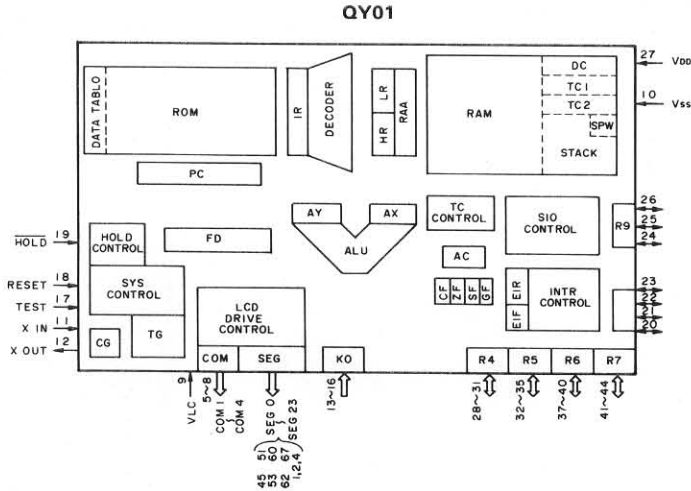 QY01
DATA TABLO
ROM
IR
DECODER
LR
HR
RAA
RAM
DC
TC1
TC2
SPW
STACK
27
VDD
10
VSS
PC
AY
AX
ALU
TC
CONTROL
SIO
CONTROL
R9
26
25
24
19
HOLD
HOLD
CONTROL
FD
AC
18
RESET
SYS
CONTROL
17
TEST
11
X IN
12
X OUT
CG
TG
LCD
DRIVE
CONTROL
CF
ZF
SF
GF
EIR
EIF
INTR
CONTROL
23
22
21
20
COM
SEG
KO
R4
R5
R6
R7
9
VLC
5~8
COM 1
~
COM 4
SEG 0
~
SEG 23
13~16
28~31
32~35
37~40
41~44
45 51
53 60
62 67
1,2,4